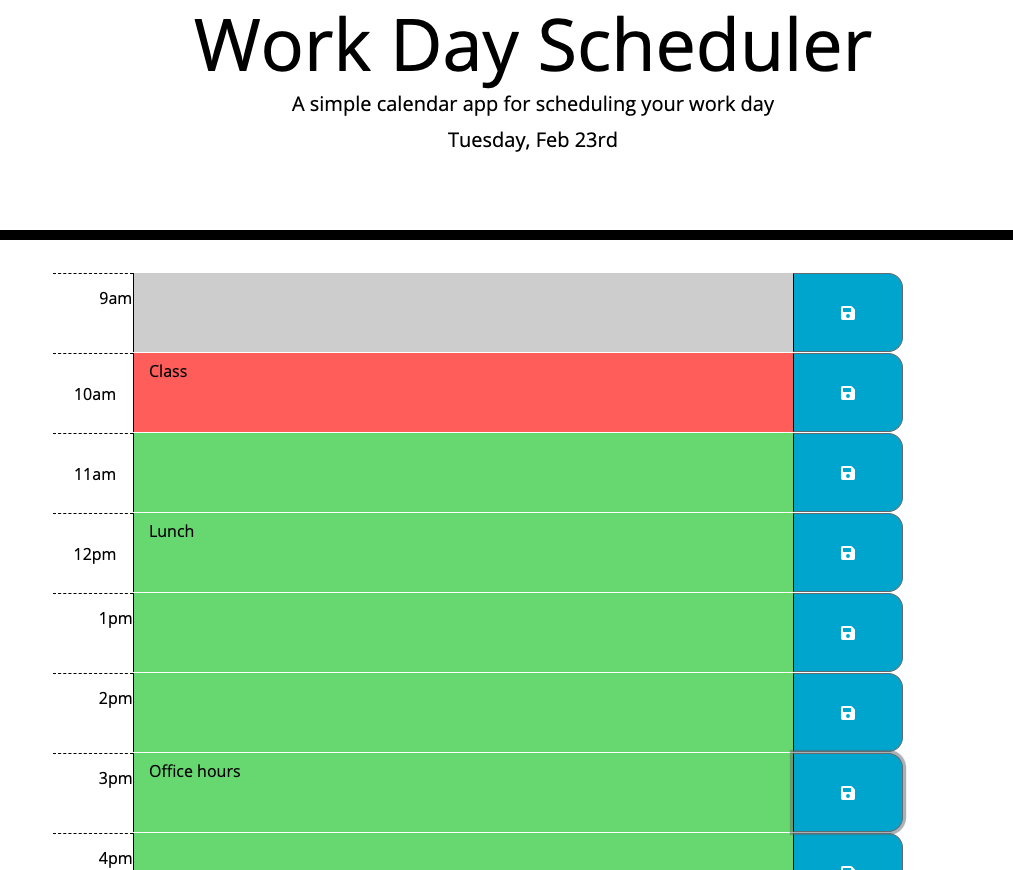 Work Day Scheduler
A simple calendar app for scheduling your work day
Tuesday, Feb 23rd
9am
Class
10am
11am
Lunch
12pm
1pm
2pm
Office hours
3pm
4pm